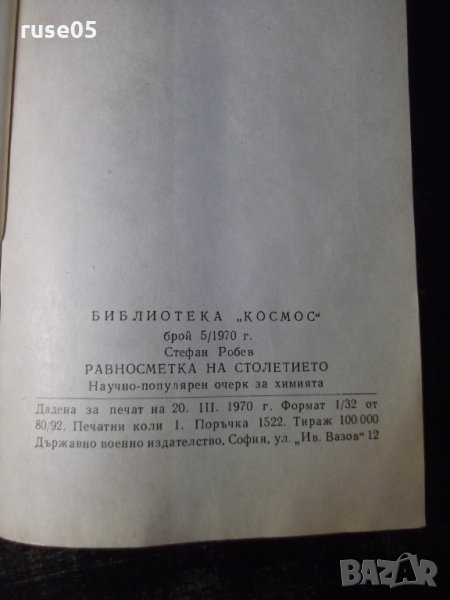 ruse05
БИБЛИОТЕКА „КОСМОС"
брой 5/1970 г.
Стефан Робев
РАВНОСМЕТКА НА СТОЛЕТИЕТО
Научно-популярен очерк за химията
Дадена за печат на 20. III. 1970 г. Формат 1/32 от
80/92. Печатни коли 1. Поръчка 1522. Тираж 100 000
Държавно военно издателство, София, ул. „Ив. Вазов" 12
BAZAR